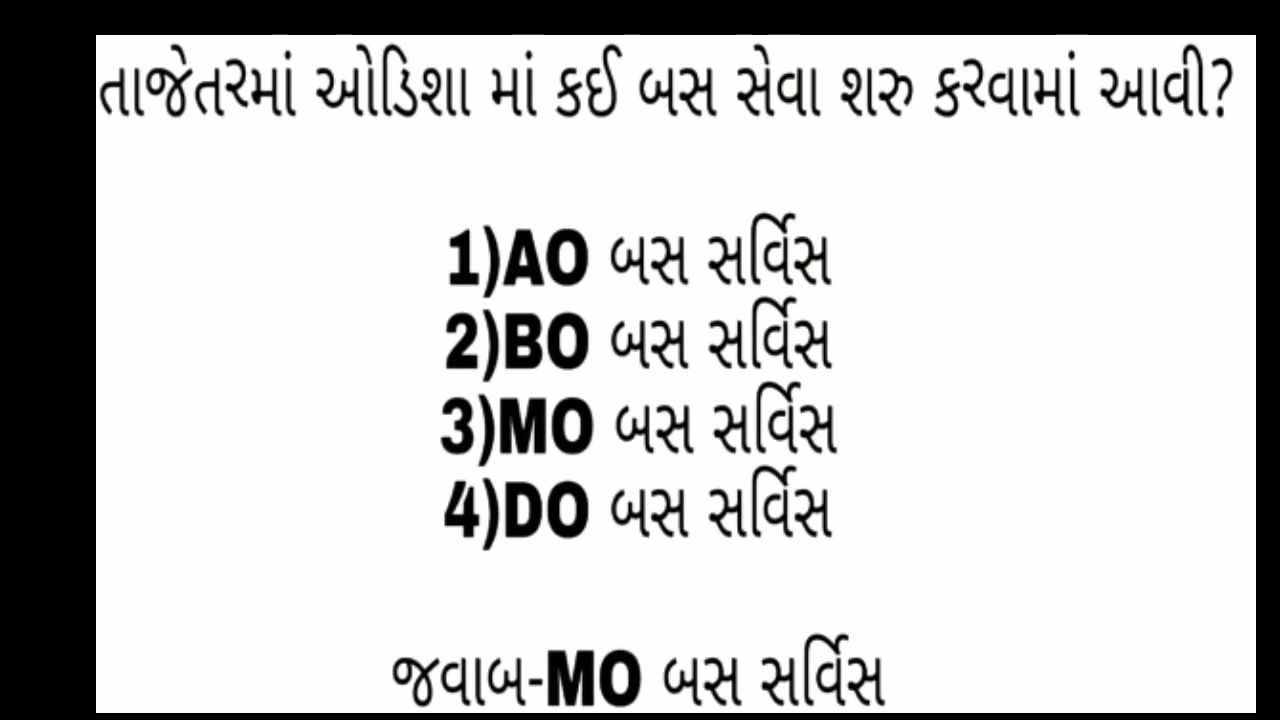 તાજેતરમાં ઓડિશા માં કઈ બસ સેવા શરુ કરવામાં આવી?
1)AO બસ સર્વિસ
2)BO બસ સર્વિસ
3)MO બસ સર્વિસ
4)DO બસ સર્વિસ
જવાબ-MO બસ સર્વિસ